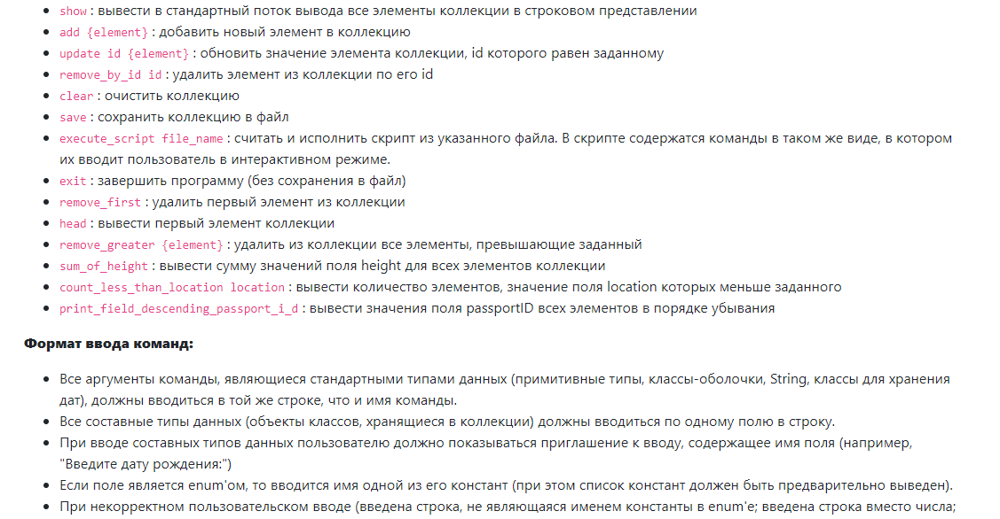 show : вывести в стандартный поток вывода все элементы коллекции в строковом представлении
add {element} : добавить новый элемент в коллекцию
update id {element} : обновить значение элемента коллекции, id которого равен заданному
remove_by_id id : удалить элемент из коллекции по его id
clear : очистить коллекцию
save : сохранить коллекцию в файл
execute_script file_name : считать и исполнить скрипт из указанного файла. В скрипте содержатся команды в таком же виде, в котором
их вводит пользователь в интерактивном режиме.
exit : завершить программу (без сохранения в файл)
remove_first : удалить первый элемент из коллекции
head : вывести первый элемент коллекции
remove_greater {element} : удалить из коллекции все элементы, превышающие заданный
sum_of_height : вывести сумму значений поля height для всех элементов коллекции
count_less_than_location location : вывести количество элементов, значение поля location которых меньше заданного
print_field_descending_passport_i_d : вывести значения поля passportID всех элементов в порядке убывания
Формат ввода команд:
Все аргументы команды, являющиеся стандартными типами данных (примитивные типы, классы-оболочки, String, классы для хранения
дат), должны вводиться в той же строке, что и имя команды.
Все составные типы данных (объекты классов, хранящиеся в коллекции) должны вводиться по одному полю в строку.
При вводе составных типов данных пользователю должно показываться приглашение к вводу, содержащее имя поля (например,
"Введите дату рождения:")
Если поле является enum'ом, то вводится имя одной из его констант (при этом список констант должен быть предварительно выведен).
При некорректном пользовательском вводе (введена строка, не являющаяся именем константы в enum'е; введена строка вместо числа;